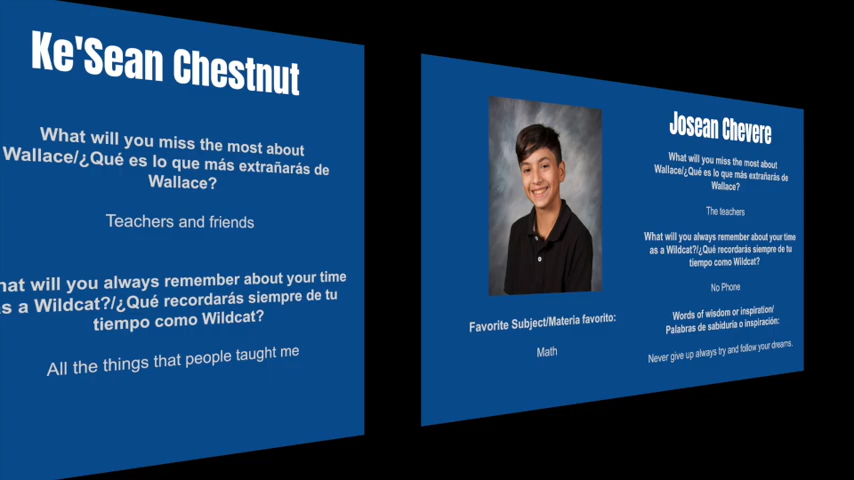 Ke'Sean Chestnut
What will you miss the most about
Wallace/¿Qué es lo que más extrañarás de
Wallace?
Teachers and friends
will you always remember about your time
as a Wildcat?/¿Qué recordarás siempre de tu
tiempo como Wildcat?
All the things that people taught me
Favorite Subject/Materia favorito:
Math
Josean Chevere
What will you miss the most about
Wallace/¿Qué es lo que más extrañarás de
Wallace?
The teachers
What will you always remember about your time
as a Wildcat?/¿Qué recordarás siempre de tu
tiempo como Wildcat?
No Phone
Words of wisdom or inspiration/
Palabras de sabiduria o inspiración:
Never give up always try and follow your dreams.